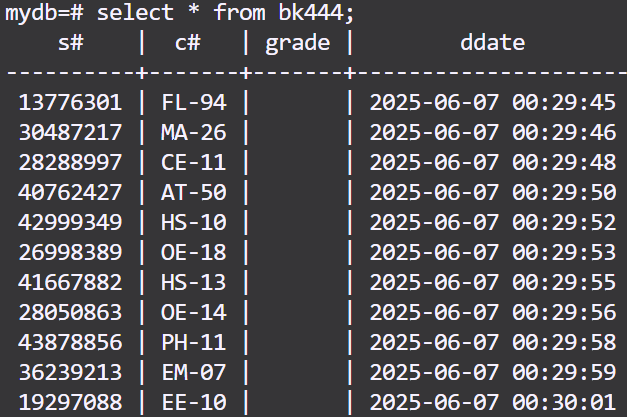 mydb=# select * from bk444;
    s#    |  c#   | grade |        ddate
----------+-------+-------+---------------------
 13776301 | FL-94 |       | 2025-06-07 00:29:45
 30487217 | MA-26 |       | 2025-06-07 00:29:46
 28288997 | CE-11 |       | 2025-06-07 00:29:48
 40762427 | AT-50 |       | 2025-06-07 00:29:50
 42999349 | HS-10 |       | 2025-06-07 00:29:52
 26998389 | OE-18 |       | 2025-06-07 00:29:53
 41667882 | HS-13 |       | 2025-06-07 00:29:55
 28050863 | OE-14 |       | 2025-06-07 00:29:56
 43878856 | PH-11 |       | 2025-06-07 00:29:58
 36239213 | EM-07 |       | 2025-06-07 00:29:59
 19297088 | EE-10 |       | 2025-06-07 00:30:01